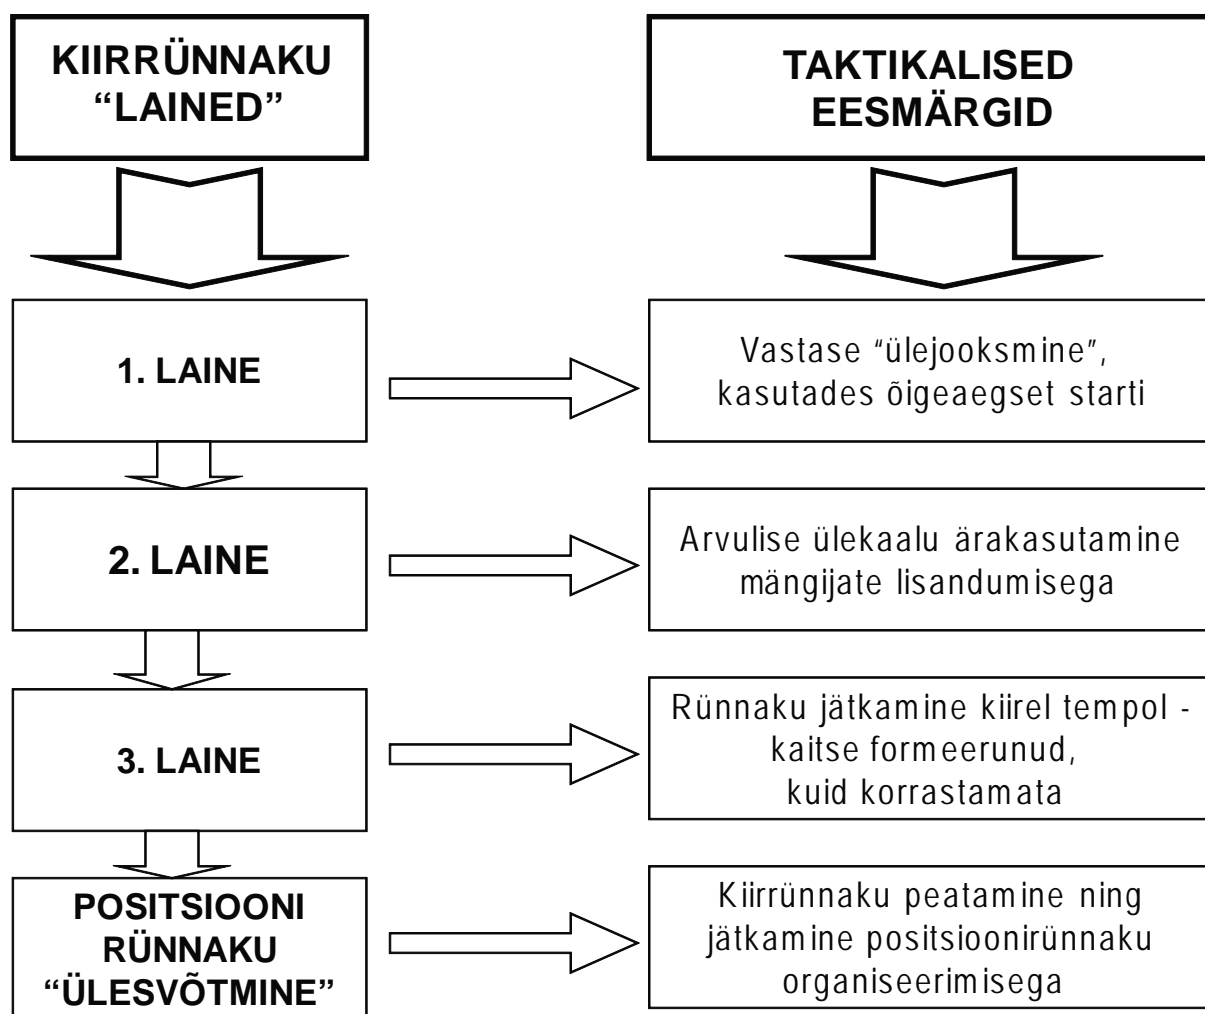 KIIRRÜNNAKU
“LAINED”
TAKTIKALISED
EESMÄRGID
1. LAINE
Vastase “ülejooksmine”,
kasutades õigeaegset starti
2. LAINE
Arvulise ülekaalu ärakasutamine
mängijate lisandumisega
3. LAINE
Rünnaku jätkamine kiirel tempol -
kaitse formeerunud,
kuid korrastamata
POSITSIOONI
RÜNNAKU
“ÜLESVÕTMINE”
Kiirrünnaku peatamine ning
jätkamine positsioonirünnaku
organiseerimisega